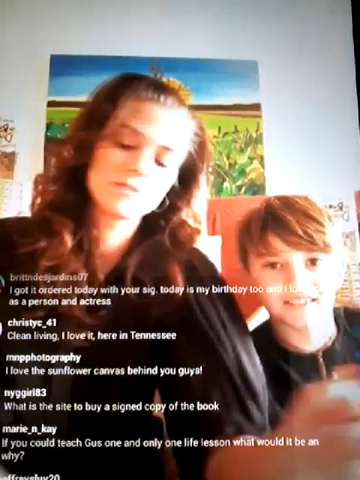 brittndesjardins07
I got it ordered today with your sig. today is my birthday too and I
as a person and actress
christyc_41
Clean living, I love it, here in Tennessee
mnpphotography
I love the sunflower canvas behind you guys!
nyggirl83
What is the site to buy a signed copy of the book
marie_n_kay
If you could teach Gus one and only one life lesson what would it be an
why?
jeffreysluv20